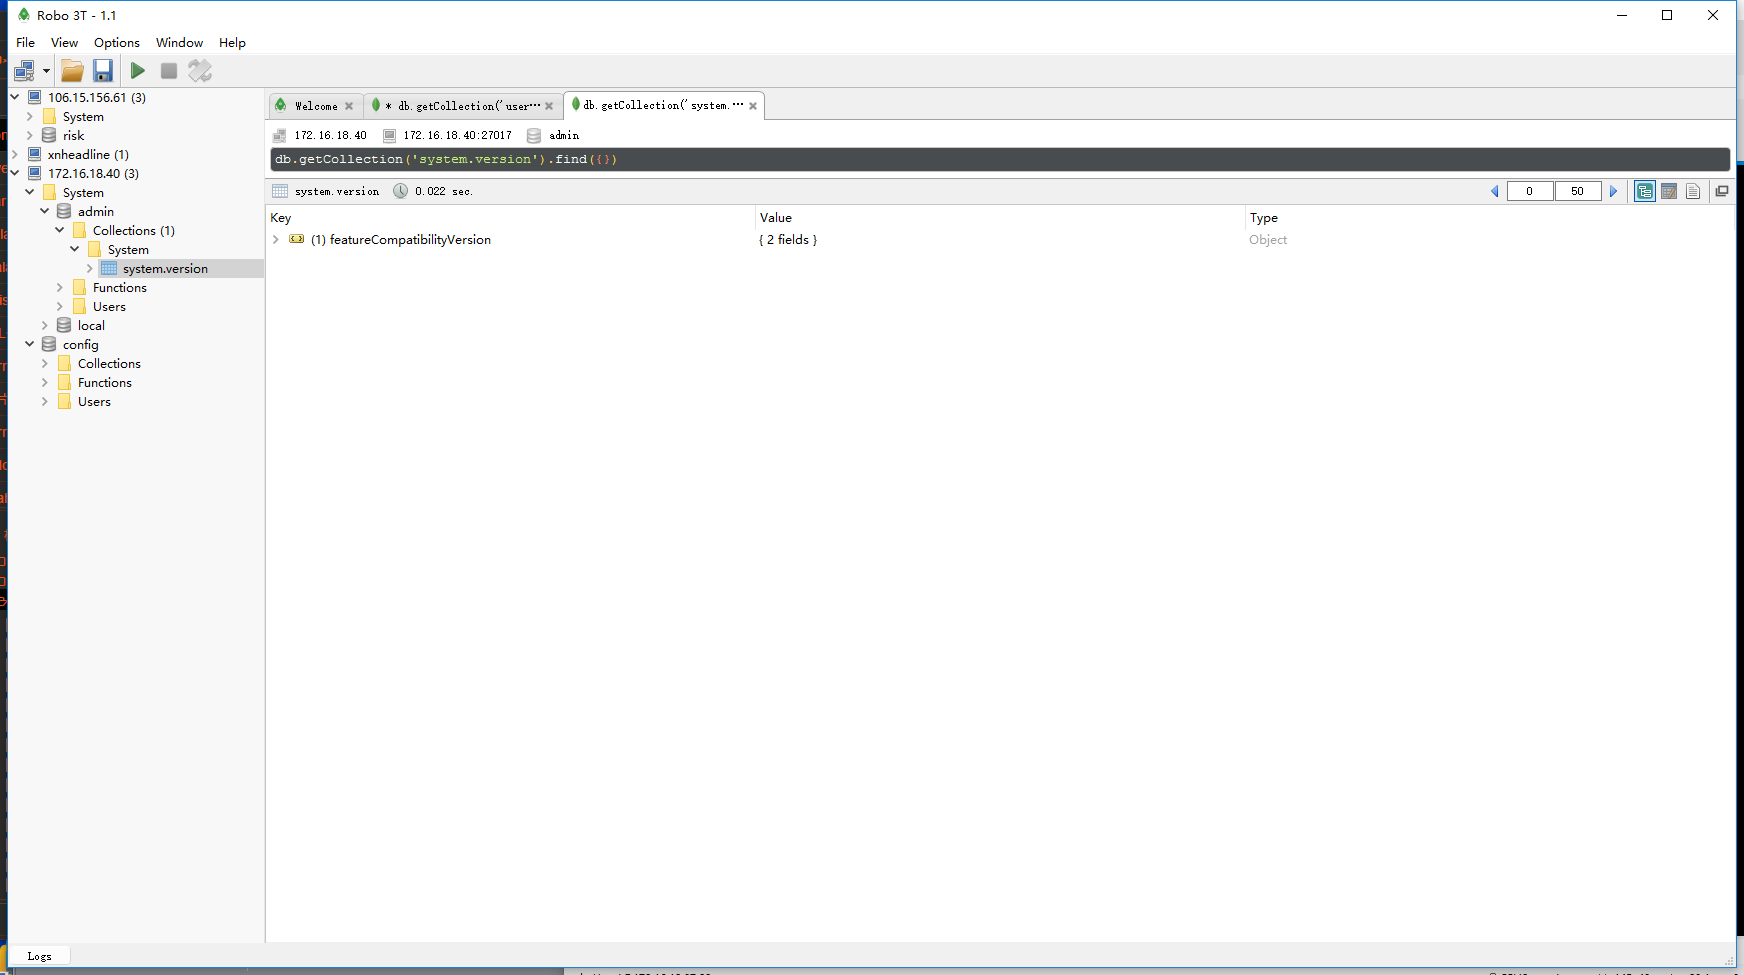 Robo 3T - 1.1
File View Options Window Help
106.15.156.61 (3)
System
risk
xnheadline (1)
172.16.18.40 (3)
System
admin
Collections (1)
System
system.version
Functions
Users
local
config
Collections
Functions
Users
Welcome
* db.getCollection('user···
db.getCollection('system.···
172.16.18.40 172.16.18.40:27017 admin
db.getCollection('system.version').find({})
system.version 0.022 sec.
0 50
Key Value Type
(1) featureCompatibilityVersion { 2 fields } Object
Logs